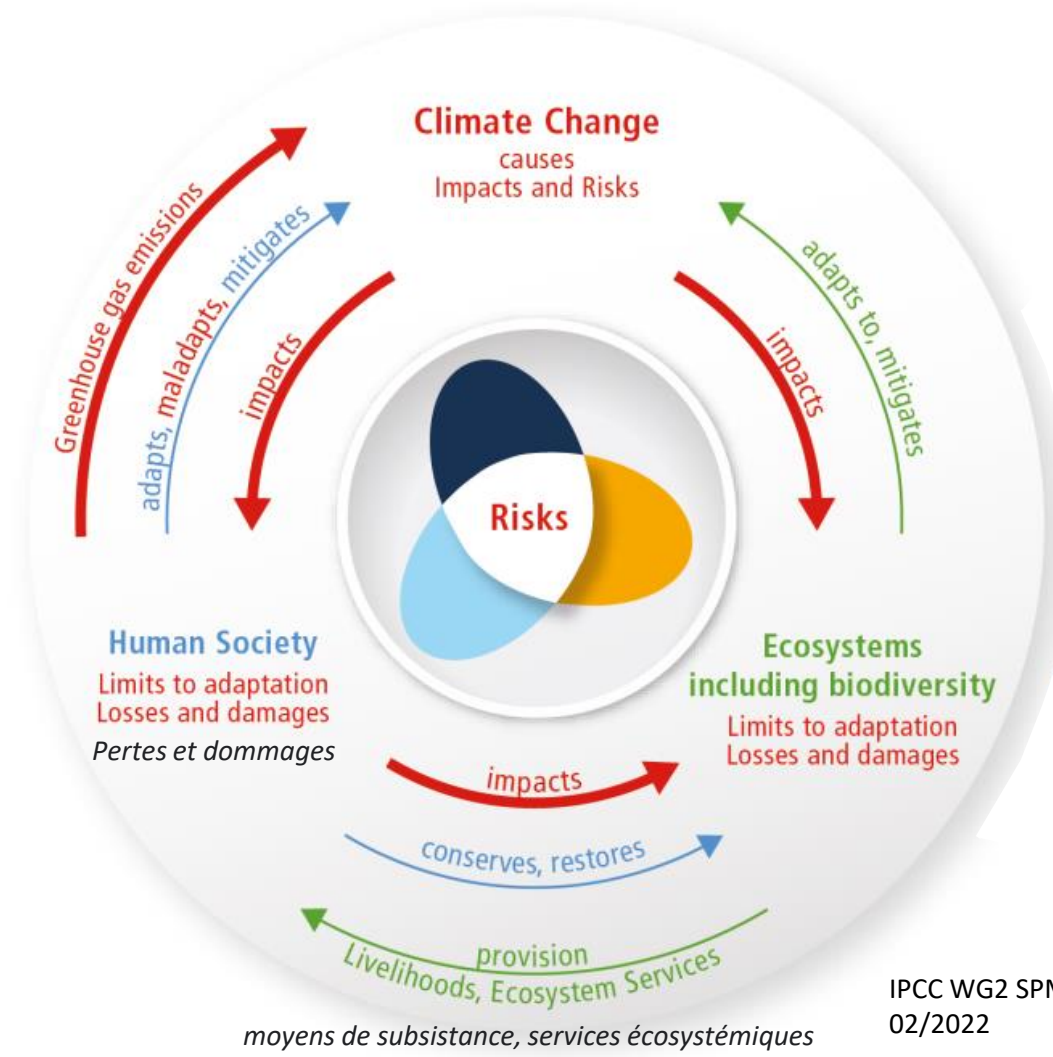 Climate Change
causes
Impacts and Risks
Greenhouse gas emissions
adapts, maladapts, mitigates
impacts
impacts
adapts to, mitigates
Risks
Human Society
Limits to adaptation
Losses and damages
Pertes et dommages
Ecosystems
including biodiversity
Limits to adaptation
Losses and damages
impacts
conserves, restores
provision
Livelihoods, Ecosystem Services
moyens de subsistance, services écosystémiques
IPCC WG2 SPM
02/2022